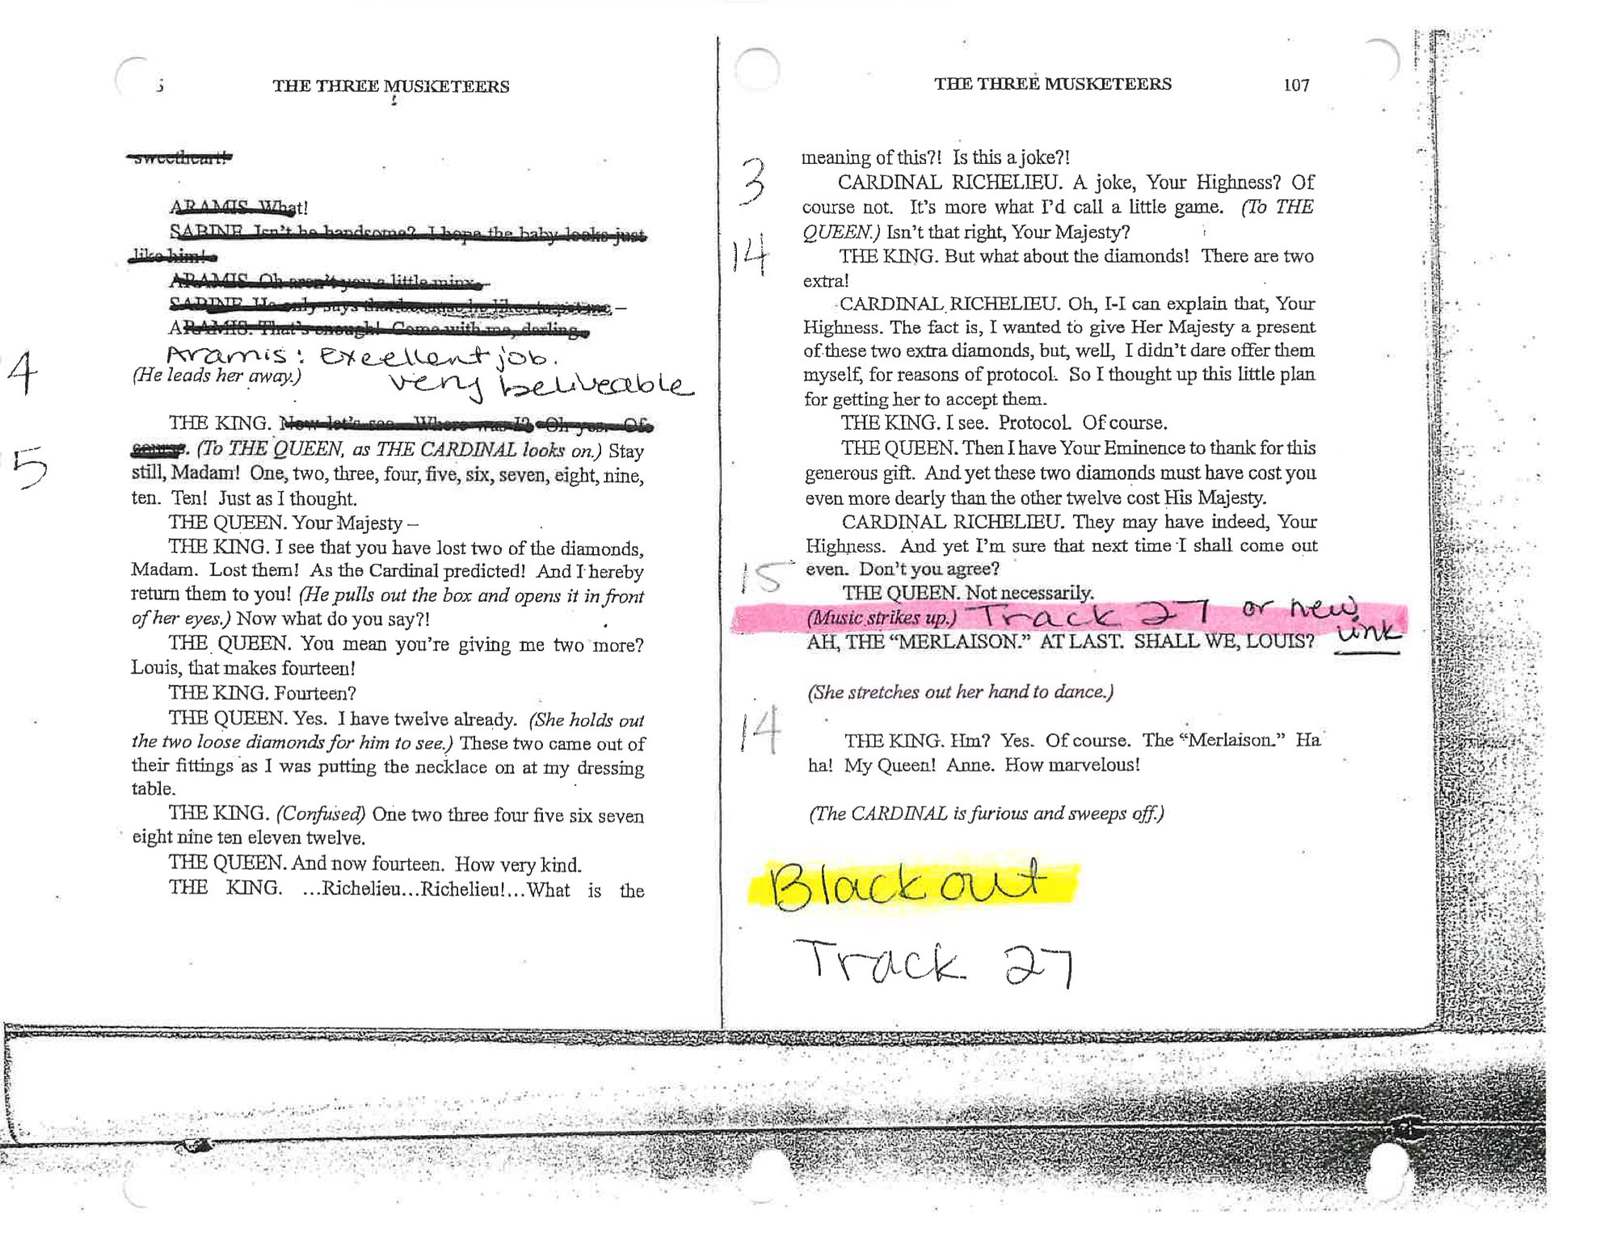 THE THREE MUSKETEERS
sweetheart!
ARAMIS. What!
SABINE. Isn't he handsome? I hope the baby looks just
like him!
ARAMIS. Oh aren't you a little minx.
SABINE. He only says that because he likes to
ARAMIS. That's enough! Come with me, darling.
Aramis: Excellent job.
very beliveable
4
(He leads her away.)
THE KING. Now let's see. Where was I? Oh yes. Of
course. (To THE QUEEN, as THE CARDINAL looks on.) Stay
5
still, Madam! One, two, three, four, five, six, seven, eight, nine,
ten. Ten! Just as I thought.
THE QUEEN. Your Majesty –
THE KING. I see that you have lost two of the diamonds,
Madam. Lost them! As the Cardinal predicted! And I hereby
return them to you! (He pulls out the box and opens it in front
of her eyes.) Now what do you say?!
THE QUEEN. You mean you're giving me two more?
Louis, that makes fourteen!
THE KING. Fourteen?
THE QUEEN. Yes. I have twelve already. (She holds out
the two loose diamonds for him to see.) These two came out of
their fittings as I was putting the necklace on at my dressing
table.
THE KING. (Confused) One two three four five six seven
eight nine ten eleven twelve.
THE QUEEN. And now fourteen. How very kind.
THE KING. ...Richelieu...Richelieu!...What is the
THE THREE MUSKETEERS 107
meaning of this?! Is this a joke?!
3
CARDINAL RICHELIEU. A joke, Your Highness? Of
course not. It's more what I'd call a little game. (To THE
QUEEN.) Isn't that right, Your Majesty?
14
THE KING. But what about the diamonds! There are two
extra!
CARDINAL RICHELIEU. Oh, I-I can explain that, Your
Highness. The fact is, I wanted to give Her Majesty a present
of these two extra diamonds, but, well, I didn't dare offer them
myself, for reasons of protocol. So I thought up this little plan
for getting her to accept them.
THE KING. I see. Protocol. Of course.
THE QUEEN. Then I have Your Eminence to thank for this
generous gift. And yet these two diamonds must have cost you
even more dearly than the other twelve cost His Majesty.
CARDINAL RICHELIEU. They may have indeed, Your
Highness. And yet I'm sure that next time I shall come out
15
even. Don't you agree?
THE QUEEN. Not necessarily.
(Music strikes up.) Track 27 or new
link
AH, THE "MERLAISON." AT LAST. SHALL WE, LOUIS?
(She stretches out her hand to dance.)
14
THE KING. Hm? Yes. Of course. The "Merlaison." Ha
ha! My Queen! Anne. How marvelous!
(The CARDINAL is furious and sweeps off.)
Blackout
Track 27